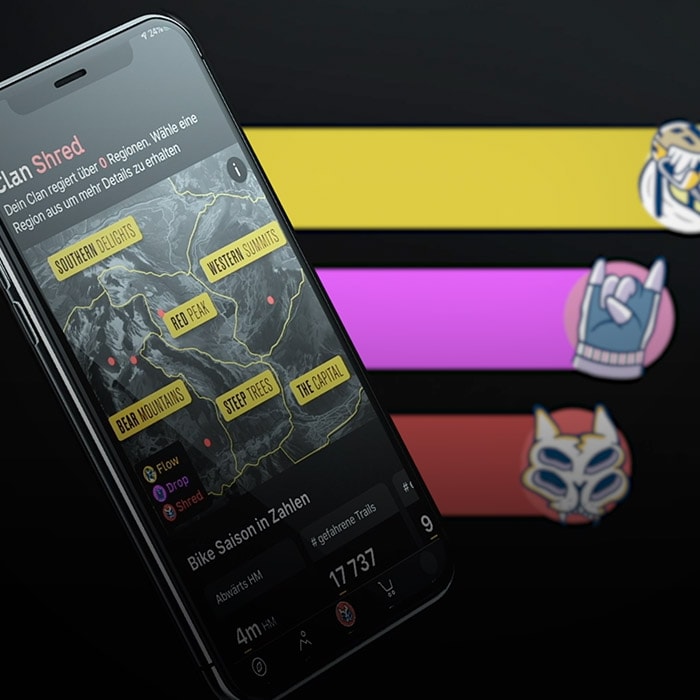 24%
Clan Shred
Dein Clan regiert über 0 Regionen. Wähle eine
Region aus um mehr Details zu erhalten
i
SOUTHERN DELIGHTS
WESTERN SUMMITS
RED PEAK
BEAR MOUNTAINS
STEEP TREES
THE CAPITAL
Flow
Drop
Shred
Bike Saison in Zahlen
Abwärts HM
# gefahrene Trails
4m HM
17 737
9